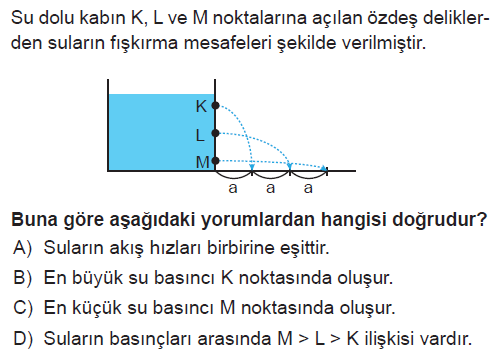 Su dolu kabın K, L ve M noktalarına açılan özdeş delikler-
den suların fışkırma mesafeleri şekilde verilmiştir.
K
L
M
a a a
Buna göre aşağıdaki yorumlardan hangisi doğrudur?
A) Suların akış hızları birbirine eşittir.
B) En büyük su basıncı K noktasında oluşur.
C) En küçük su basıncı M noktasında oluşur.
D) Suların basınçları arasında M > L > K ilişkisi vardır.